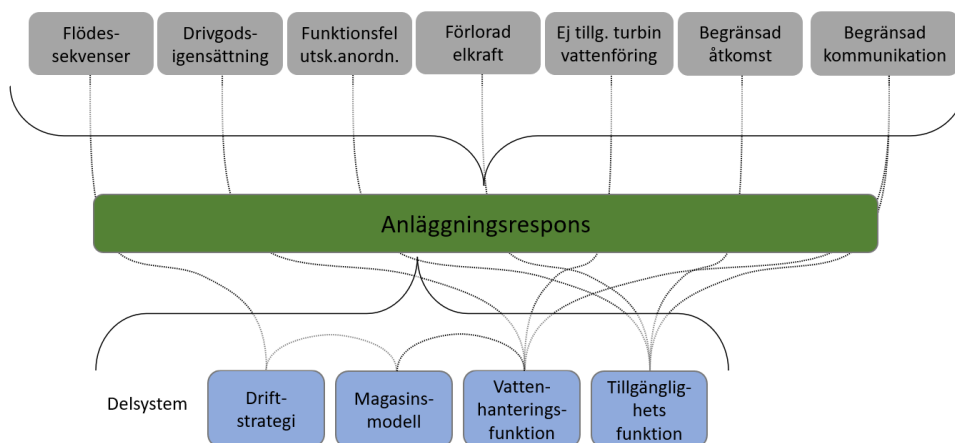 Flödes-
sekvenser
Drivgods-
igensättning
Funktionsfel
utsk.anordn.
Förlorad
elkraft
Ej tillg. turbin
vattenföring
Begränsad
åtkomst
Begränsad
kommunikation
Anläggningsrespons
Delsystem
Drift-
strategi
Magasins-
modell
Vatten-
hanterings-
funktion
Tillgänglig-
hets
funktion